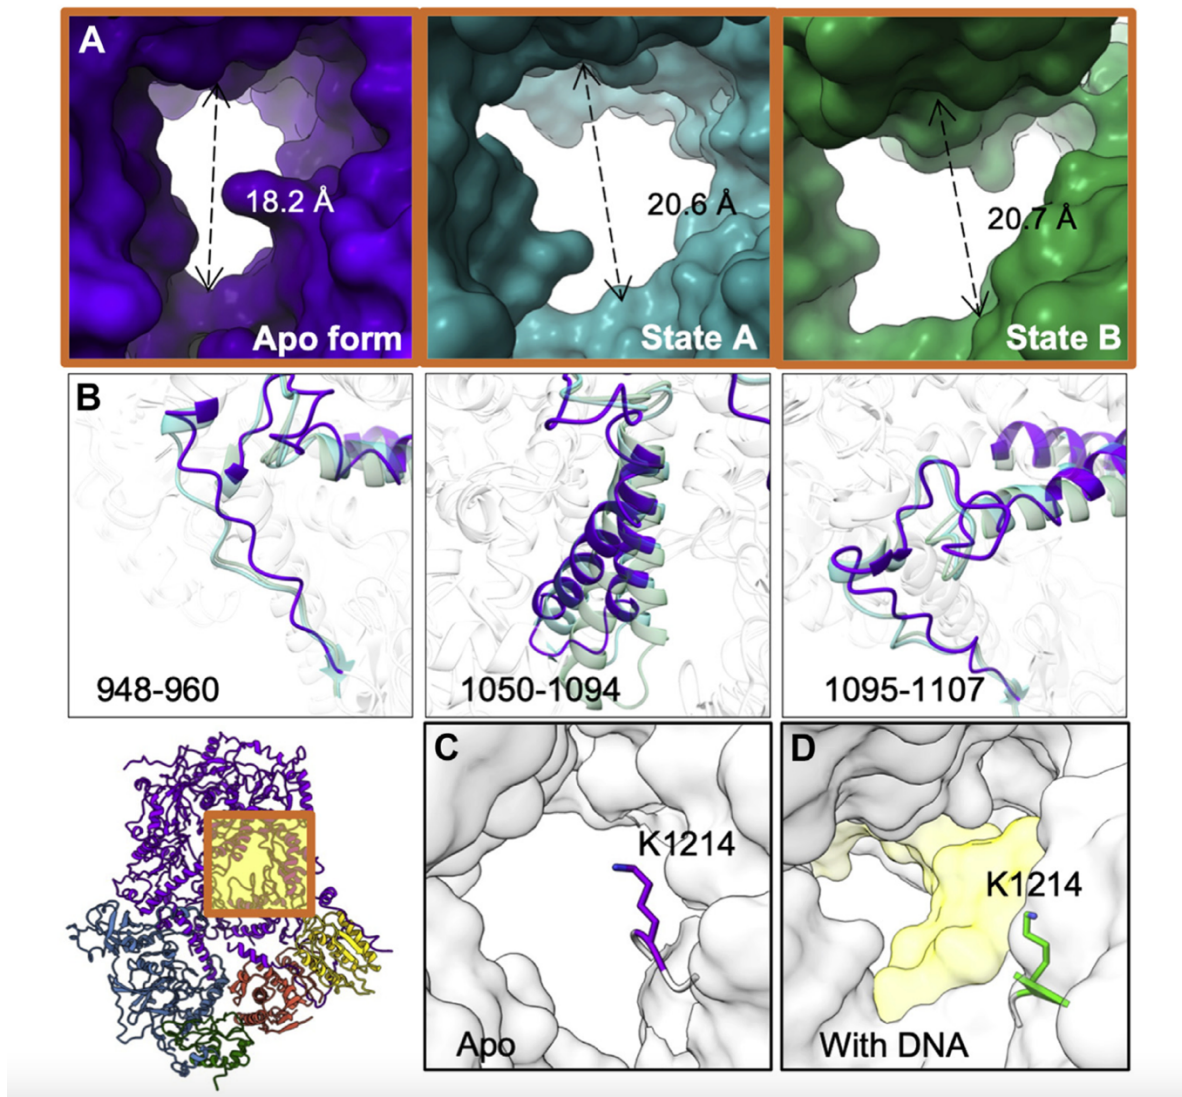 A
18.2 Å
Apo form
20.6 Å
State A
20.7 Å
State B
B
948-960
1050-1094
1095-1107
C
K1214
Apo
D
K1214
With DNA